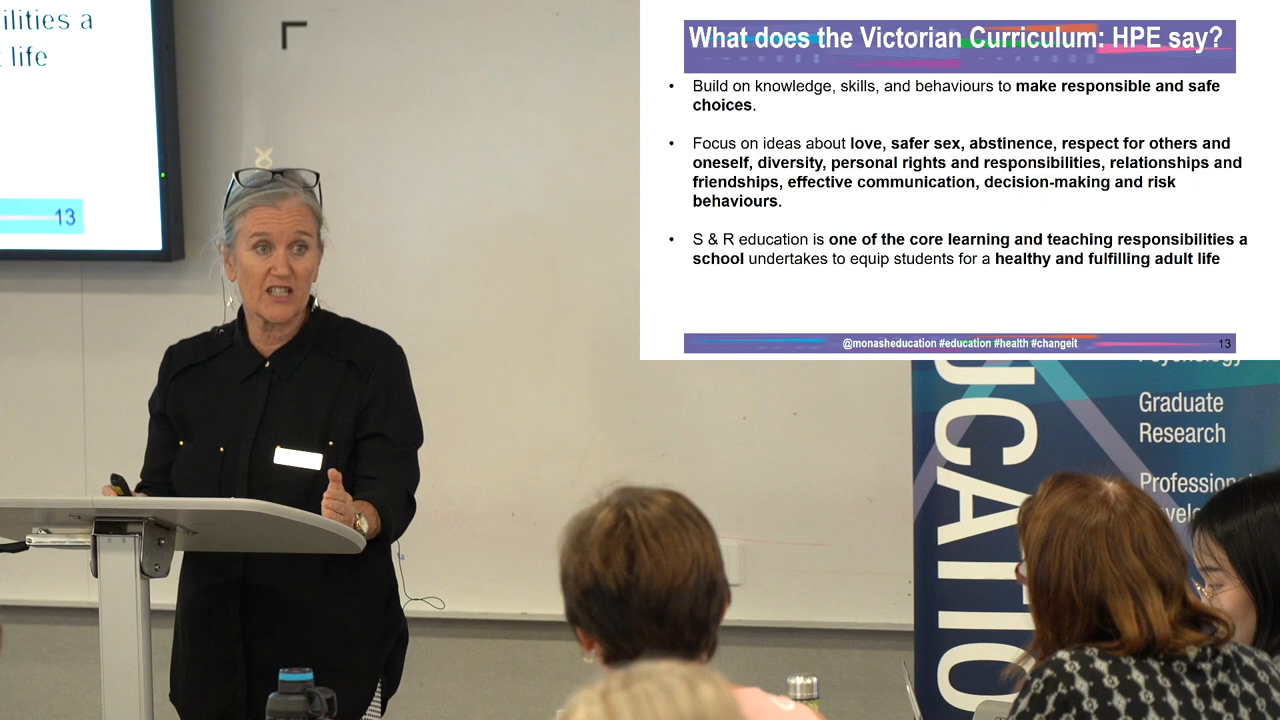 ilities a
life
13
What does the Victorian Curriculum: HPE say?
• Build on knowledge, skills, and behaviours to make responsible and safe
choices.
• Focus on ideas about love, safer sex, abstinence, respect for others and
oneself, diversity, personal rights and responsibilities, relationships and
friendships, effective communication, decision-making and risk
behaviours.
• S & R education is one of the core learning and teaching responsibilities a
school undertakes to equip students for a healthy and fulfilling adult life
@monasheducation #education #health #changeit
13
UCATIO
Psychology
Graduate
Research
Profession